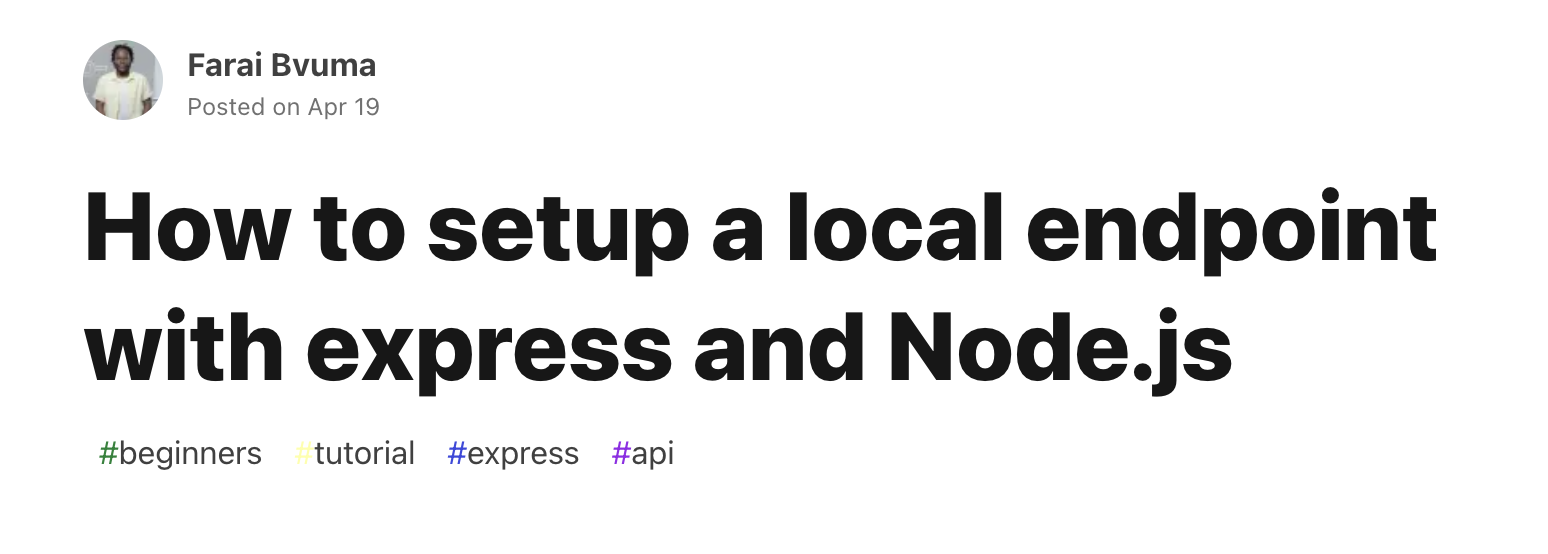 Farai Bvuma
Posted on Apr 19
How to setup a local endpoint
with express and Node.js
#beginners #tutorial #express #api